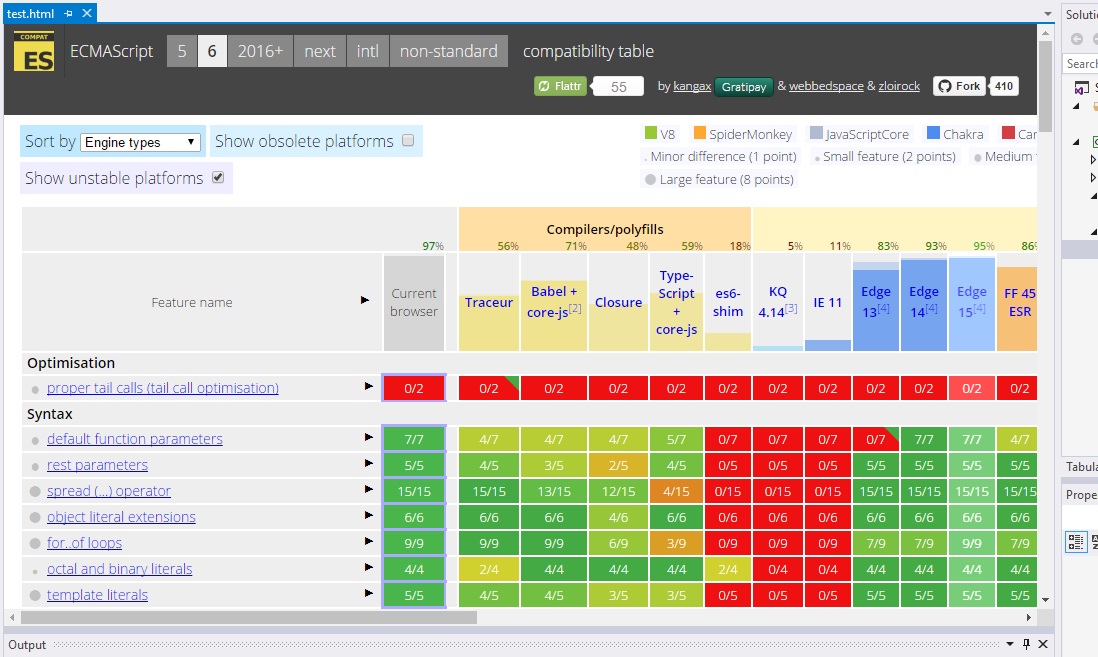 test.html
Solutio
COMPAT
ES
ECMAScript 5 6 2016+ next intl non-standard compatibility table
Flattr 55 by kangax Gratipay & webbedspace & zloirock Fork 410
Search
Sort by Engine types Show obsolete platforms
Show unstable platforms
V8 SpiderMonkey JavaScriptCore Chakra Car
Minor difference (1 point) Small feature (2 points) Medium
Large feature (8 points)
Compilers/polyfills
97% 56% 71% 48% 59% 18% 5% 11% 83% 93% 95% 86%
Feature name
Current
browser
Traceur
Babel +
core-js[2]
Closure
Type-
Script
+
core-js
es6-
shim
KQ
4.14[3]
IE 11
Edge
13[4]
Edge
14[4]
Edge
15[4]
FF 45
ESR
Optimisation
proper tail calls (tail call optimisation) 0/2 0/2 0/2 0/2 0/2 0/2 0/2 0/2 0/2 0/2 0/2 0/2
Syntax
default function parameters 7/7 4/7 4/7 4/7 5/7 0/7 0/7 0/7 0/7 7/7 7/7 4/7
rest parameters 5/5 4/5 3/5 2/5 4/5 0/5 0/5 0/5 5/5 5/5 5/5 5/5
spread (...) operator 15/15 15/15 13/15 12/15 4/15 0/15 0/15 0/15 15/15 15/15 15/15 15/15
object literal extensions 6/6 6/6 6/6 4/6 6/6 0/6 0/6 0/6 6/6 6/6 6/6 6/6
for..of loops 9/9 9/9 9/9 6/9 3/9 0/9 0/9 0/9 7/9 9/9 9/9 7/9
octal and binary literals 4/4 2/4 4/4 4/4 4/4 2/4 0/4 0/4 4/4 4/4 4/4 4/4
template literals 5/5 4/5 4/5 3/5 3/5 0/5 0/5 0/5 5/5 5/5 5/5 5/5
Tabula
Prope
Output